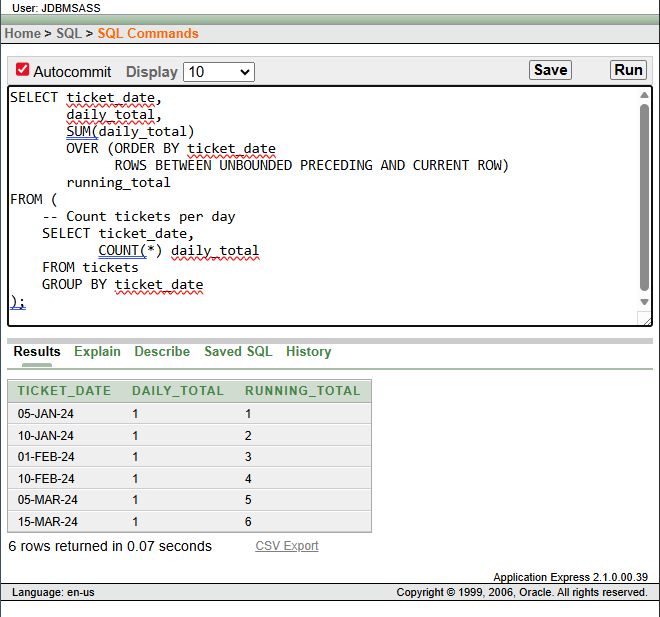 User: JDBMSASS
Home > SQL > SQL Commands
Autocommit Display 10 Save Run
SELECT ticket_date,
       daily_total,
       SUM(daily_total)
       OVER (ORDER BY ticket_date
             ROWS BETWEEN UNBOUNDED PRECEDING AND CURRENT ROW)
       running_total
FROM (
    -- Count tickets per day
    SELECT ticket_date,
           COUNT(*) daily_total
    FROM tickets
    GROUP BY ticket_date
);
Results Explain Describe Saved SQL History
TICKET_DATE DAILY_TOTAL RUNNING_TOTAL
05-JAN-24 1 1
10-JAN-24 1 2
01-FEB-24 1 3
10-FEB-24 1 4
05-MAR-24 1 5
15-MAR-24 1 6
6 rows returned in 0.07 seconds CSV Export
Application Express 2.1.0.00.39
Language: en-us Copyright © 1999, 2006, Oracle. All rights reserved.